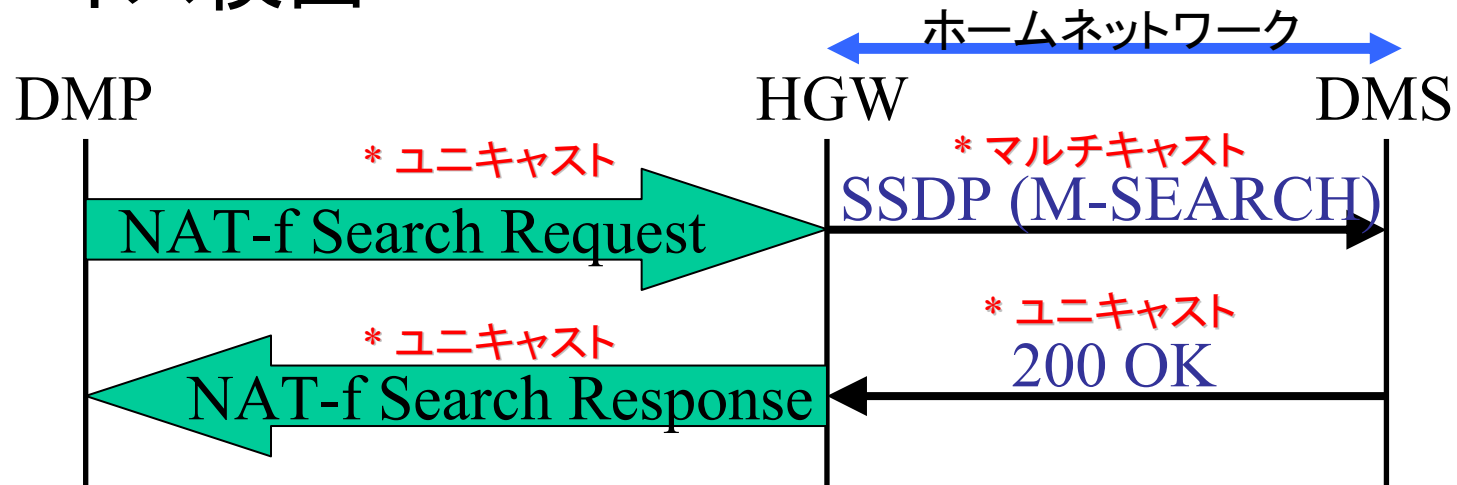 ホームネットワーク
DMP HGW DMS
* ユニキャスト * マルチキャスト
NAT-f Search Request SSDP (M-SEARCH)
* ユニキャスト * ユニキャスト
NAT-f Search Response 200 OK